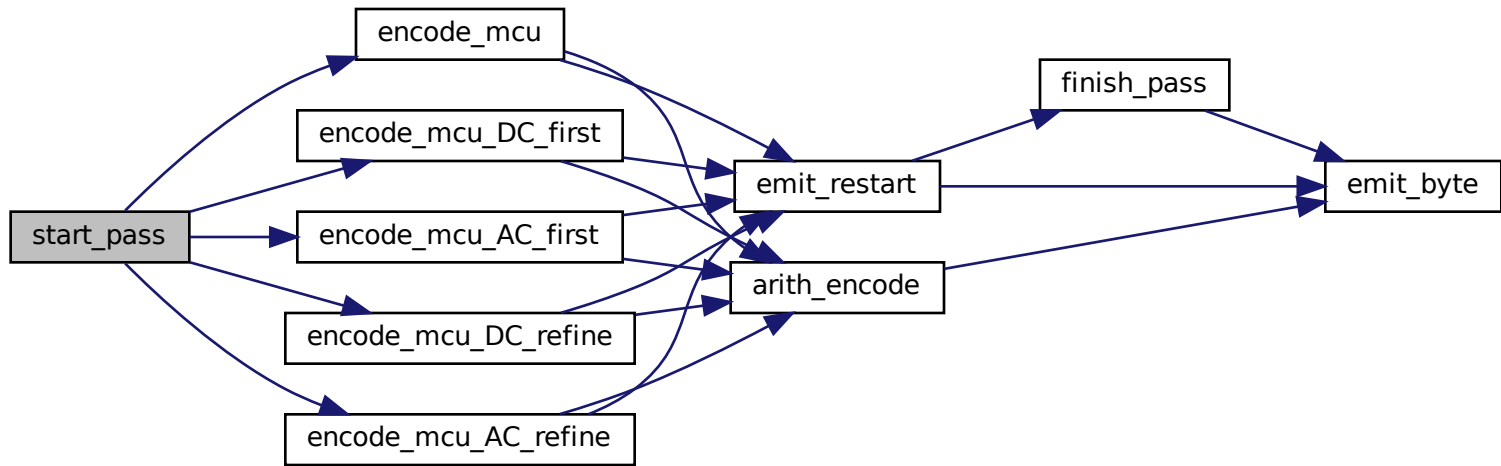 start_pass
encode_mcu
encode_mcu_DC_first
encode_mcu_AC_first
encode_mcu_DC_refine
encode_mcu_AC_refine
emit_restart
arith_encode
finish_pass
emit_byte